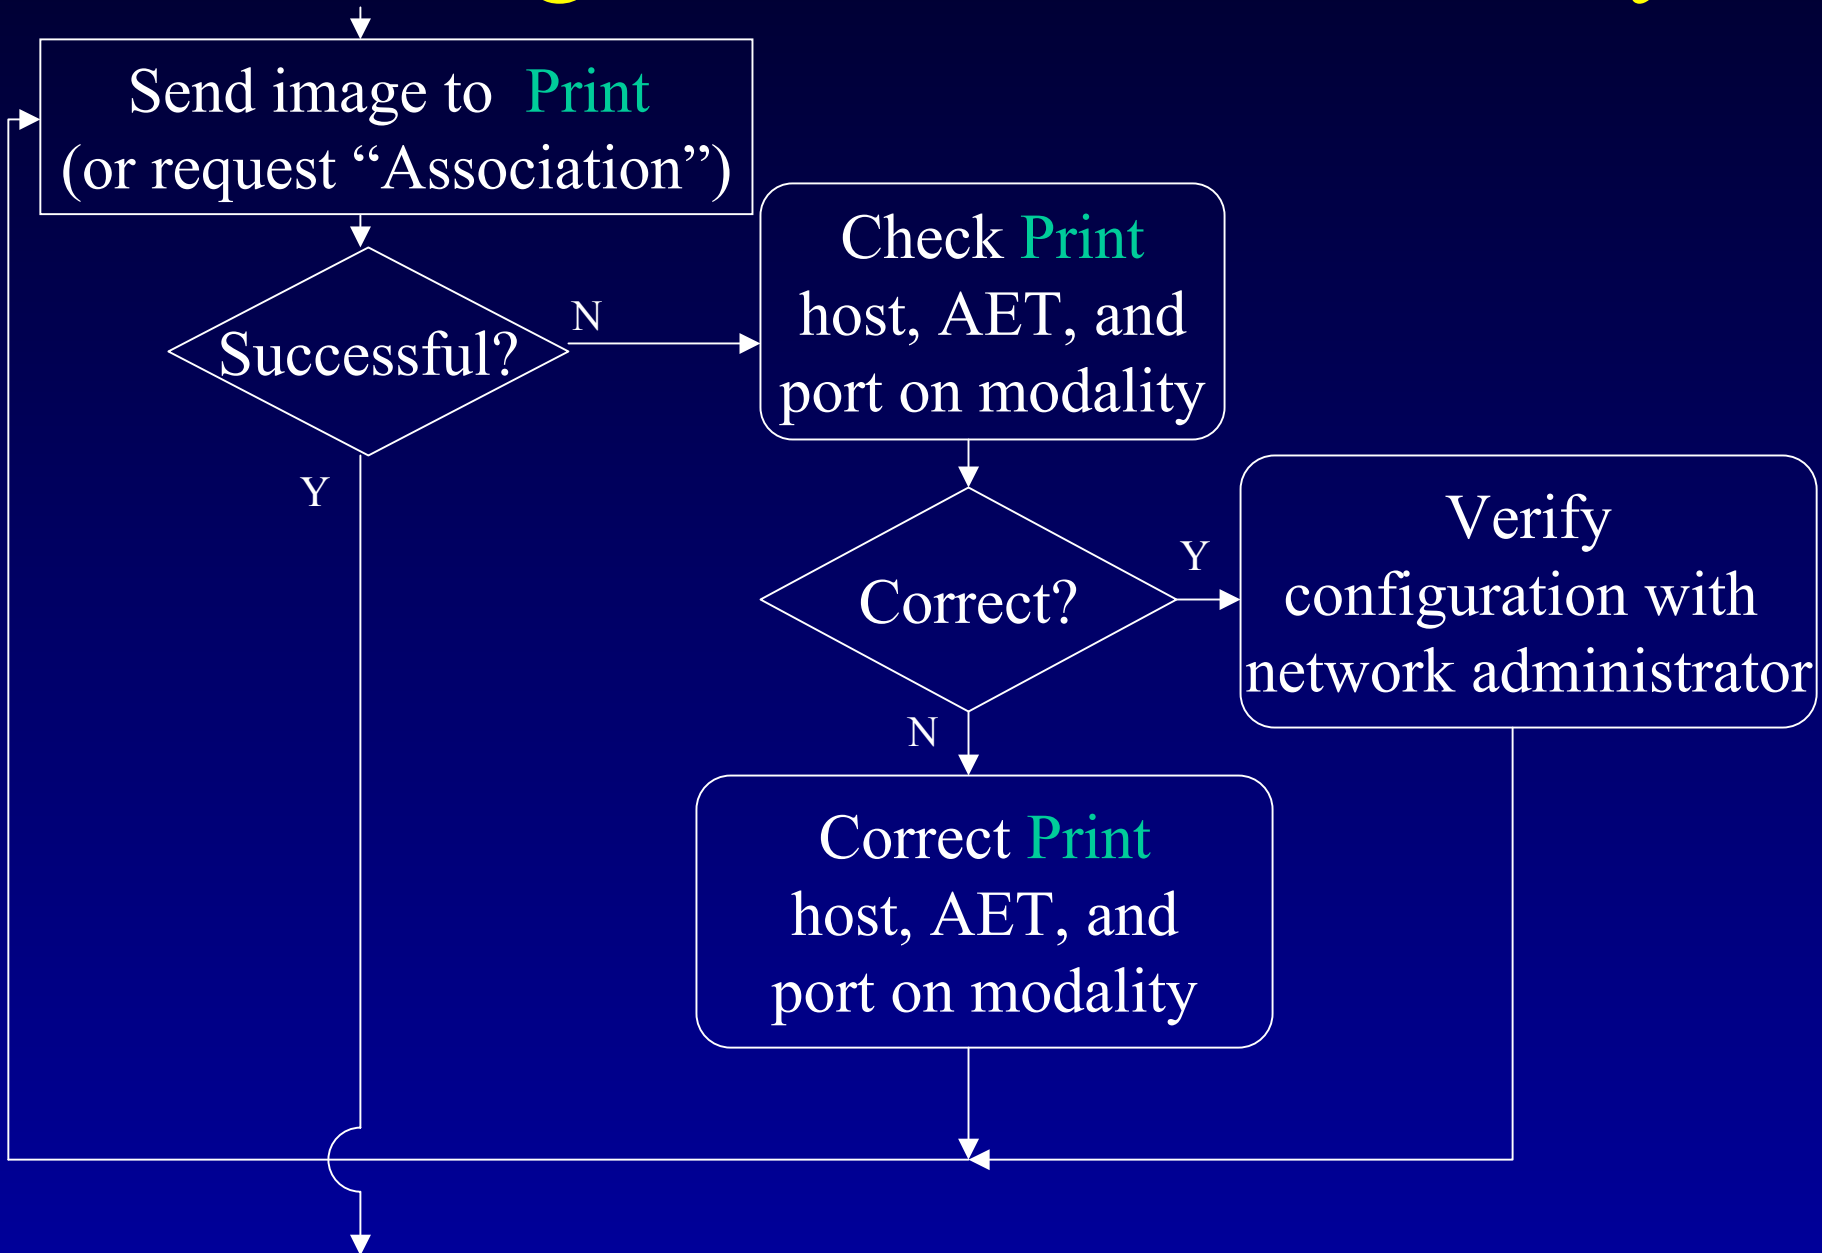 Send image to Print
(or request “Association”)
Successful?
N
Y
Check Print
host, AET, and
port on modality
Correct?
Y
N
Verify
configuration with
network administrator
Correct Print
host, AET, and
port on modality